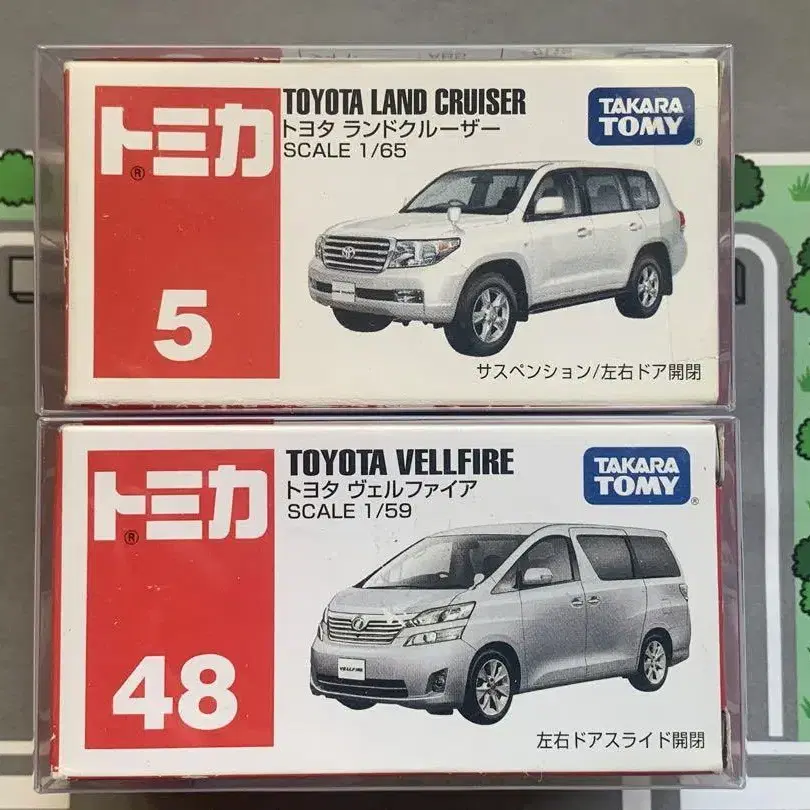 トミカ
®
5
TOYOTA LAND CRUISER
トヨタ ランドクルーザー
SCALE 1/65
TAKARA
TOMY
®
サスペンション/左右ドア開閉
トミカ
®
48
TOYOTA VELLFIRE
トヨタ ヴェルファイア
SCALE 1/59
TAKARA
TOMY
®
VELLFIRE
左右ドアスライド開閉